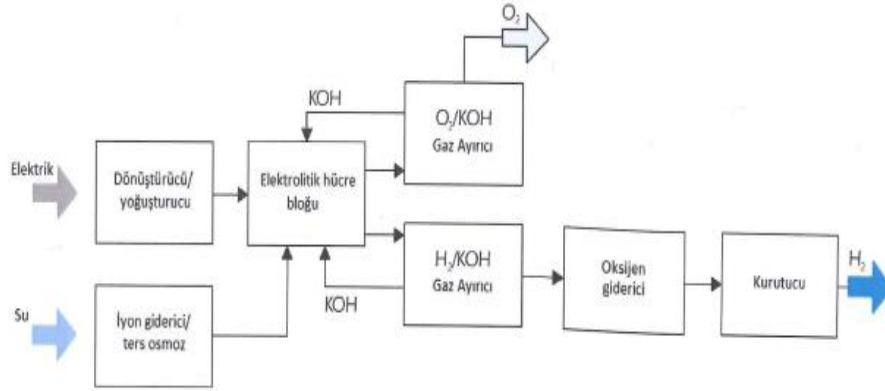 O₂
KOH
O₂/KOH
Gaz Ayırıcı
Elektrik
Dönüştürücü/
yoğuşturucu
Elektrolitik hücre
bloğu
H₂/KOH
Gaz Ayırıcı
KOH
Oksijen
giderici
Kurutucu
H₂
Su
İyon giderici/
ters osmoz